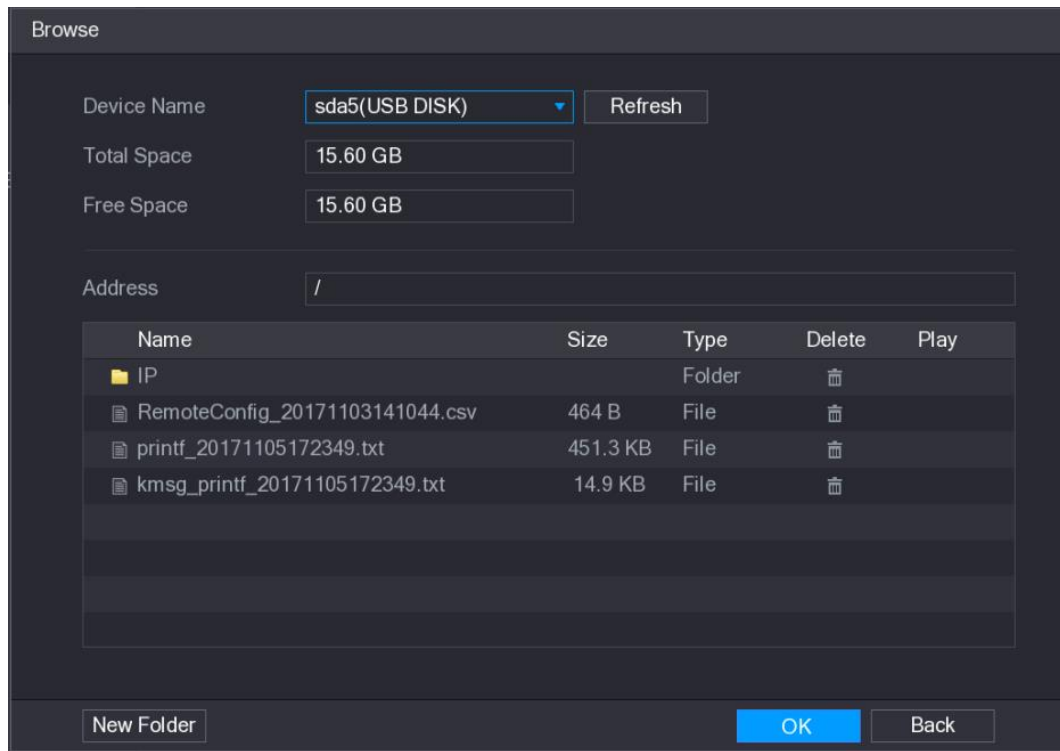 Browse
Device Name sda5(USB DISK) Refresh
Total Space 15.60 GB
Free Space 15.60 GB
Address /
Name Size Type Delete Play
IP Folder
RemoteConfig_20171103141044.csv 464 B File
printf_20171105172349.txt 451.3 KB File
kmsg_printf_20171105172349.txt 14.9 KB File
New Folder OK Back